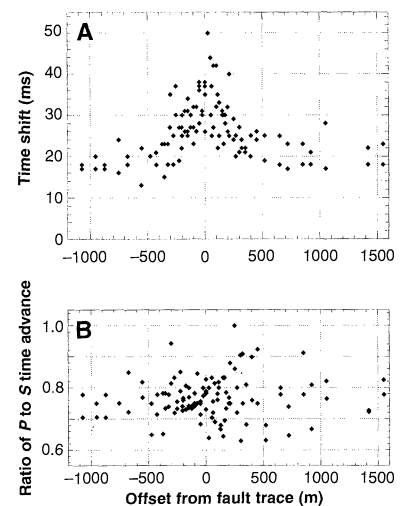 A
Time shift (ms)
50
40
30
20
10
0
−1000 −500 0 500 1000 1500
B
Ratio of P to S time advance
1.0
0.8
0.6
−1000 −500 0 500 1000 1500
Offset from fault trace (m)